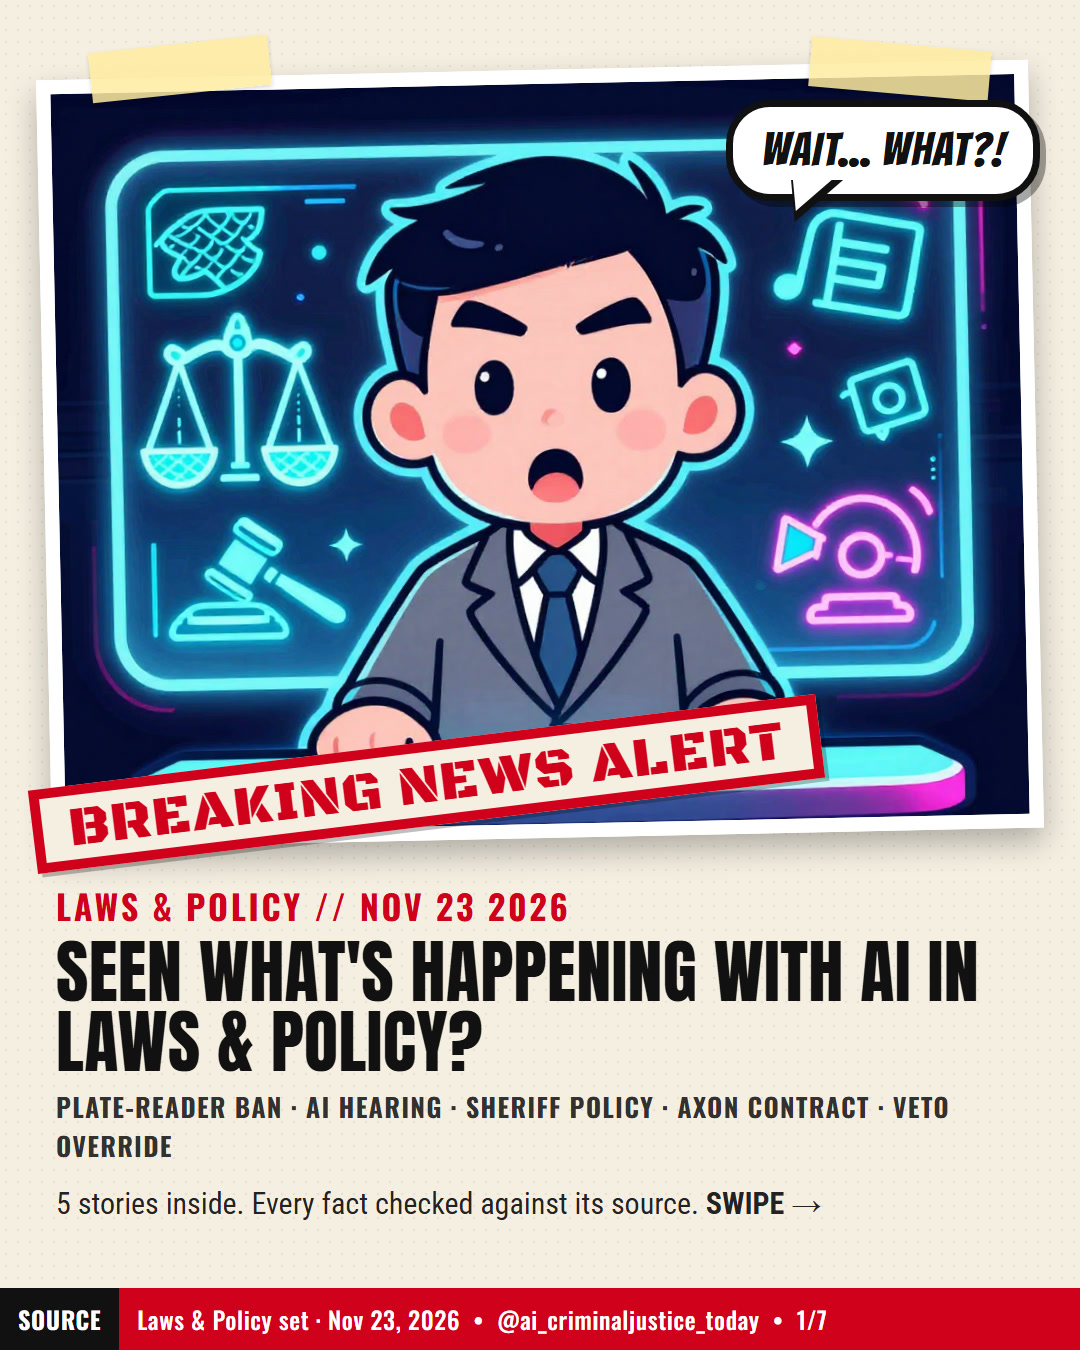 WAIT... WHAT?!
BREAKING NEWS ALERT
LAWS & POLICY // NOV 23 2026
SEEN WHAT'S HAPPENING WITH AI IN
LAWS & POLICY?
PLATE-READER BAN · AI HEARING · SHERIFF POLICY · AXON CONTRACT · VETO
OVERRIDE
5 stories inside. Every fact checked against its source. SWIPE →
SOURCE Laws & Policy set · Nov 23, 2026 • @ai_criminaljustice_today • 1/7